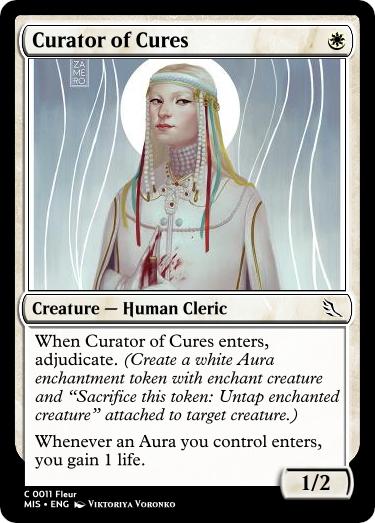 Curator of Cures
ZA
ME
RO
Creature — Human Cleric
When Curator of Cures enters,
adjudicate. (Create a white Aura
enchantment token with enchant creature
and “Sacrifice this token: Untap enchanted
creature” attached to target creature.)
Whenever an Aura you control enters,
you gain 1 life.
1/2
C 0011 Fleur
MIS • ENG Viktoriya Voronko